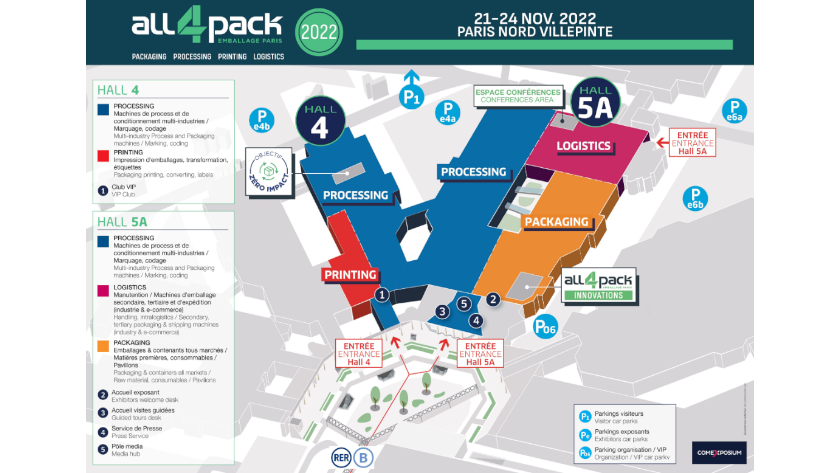 all4pack
EMBALLAGE PARIS
2022
PACKAGING PROCESSING PRINTING LOGISTICS
21-24 NOV. 2022
PARIS NORD VILLEPINTE
HALL 4
PROCESSING
Machines de process et de
conditionnement multi-industries /
Marquage, codage
Multi-industry Process and Packaging
machines / Marking, coding
PRINTING
Impression d'emballages, transformation,
étiquettes
Packaging printing, converting, labels
1 Club VIP
VIP Club
HALL 5A
PROCESSING
Machines de process et de
conditionnement multi-industries /
Marquage, codage
Multi-industry Process and Packaging
machines / Marking, coding
LOGISTICS
Manutention / Machines d'emballage
secondaire, tertiaire et d'expédition
(industrie & e-commerce)
Handling, intralogistics / Secondary,
tertiary packaging & shipping machines
(industry & e-commerce)
PACKAGING
Emballages & contenants tous marchés /
Matières premières, consommables /
Pavillons
Packaging & containers all markets /
Raw material, consumables / Pavilions
2 Accueil exposant
Exhibitors welcome desk
3 Accueil visites guidées
Guided tours desk
4 Service de Presse
Press Service
5 Pôle media
Media hub
P1
P
e4b
P
e4a
P
e6a
P
e6b
P06
HALL
4
HALL
5A
ESPACE CONFÉRENCES
CONFERENCES AREA
OBJECTIF
ZÉRO IMPACT
PROCESSING
PROCESSING
LOGISTICS
PACKAGING
PRINTING
ENTRÉE
ENTRANCE
Hall 5A
all4pack
EMBALLAGE PARIS
INNOVATIONS
1
2
3
4
5
ENTRÉE
ENTRANCE
Hall 4
ENTRÉE
ENTRANCE
Hall 5A
RER B
P1 Parkings visiteurs
Visitor car parks
Pe Parkings exposants
Exhibitors car parks
Parking organisation / VIP
Organization / VIP car parks
COMEXPOSIUM